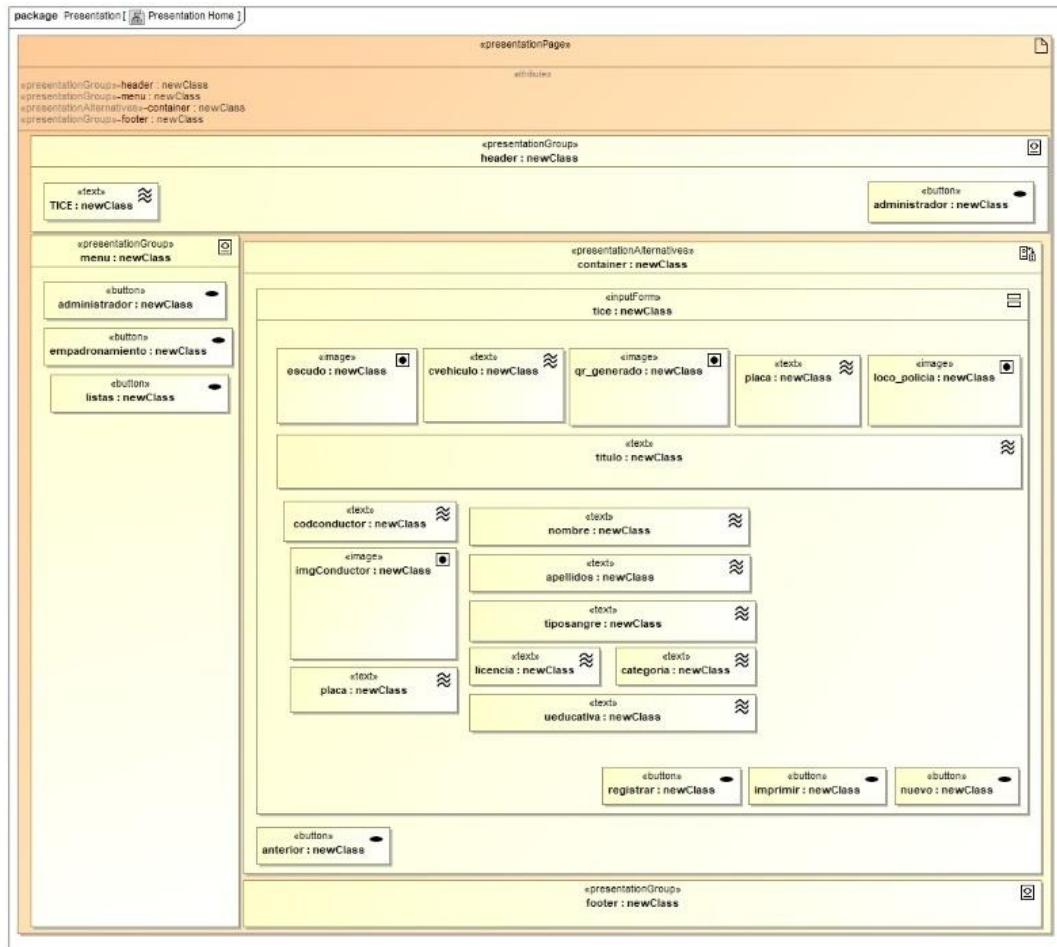 package Presentation [ Presentation Home ]
«presentationPage»
attributes
«presentationGroup»-header : newClass
«presentationGroup»-menu : newClass
«presentationAlternatives»-container : newClass
«presentationGroup»-footer : newClass
«presentationGroup»
header : newClass
«text»
TICE : newClass
«button»
administrador : newClass
«presentationGroup»
menu : newClass
«button»
administrador : newClass
«button»
empadronamiento : newClass
«button»
listas : newClass
«presentationAlternatives»
container : newClass
«inputForm»
tice : newClass
«image»
escudo : newClass
«text»
cvehiculo : newClass
«image»
qr_generado : newClass
«text»
placa : newClass
«image»
loco_policia : newClass
«text»
titulo : newClass
«text»
codconductor : newClass
«image»
imgConductor : newClass
«text»
placa : newClass
«text»
nombre : newClass
«text»
apellidos : newClass
«text»
tiposangre : newClass
«text»
licencia : newClass
«text»
categoria : newClass
«text»
ueducativa : newClass
«button»
registrar : newClass
«button»
imprimir : newClass
«button»
nuevo : newClass
«button»
anterior : newClass
«presentationGroup»
footer : newClass